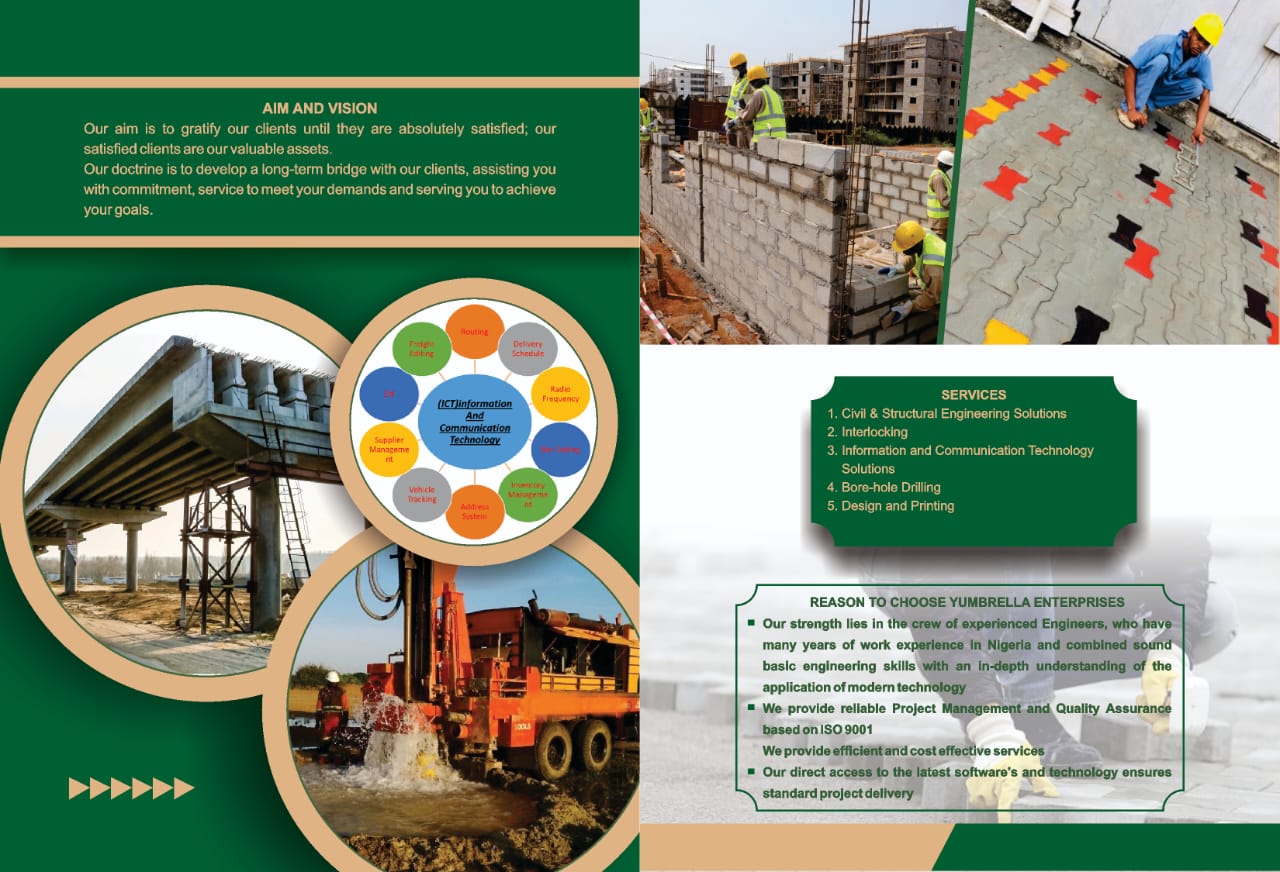 AIM AND VISION
Our aim is to gratify our clients until they are absolutely satisfied; our
satisfied clients are our valuable assets.
Our doctrine is to develop a long-term bridge with our clients, assisting you
with commitment, service to meet your demands and serving you to achieve
your goals.
Routing
Delivery
Schedule
Radio
Frequency
Inventory
Manageme
nt
Address
System
Vehicle
Tracking
Supplier
Manageme
nt
Freight
Editing
(ICT)information
And
Communication
Technology
TOOLS
SERVICES
1. Civil & Structural Engineering Solutions
2. Interlocking
3. Information and Communication Technology
Solutions
4. Bore-hole Drilling
5. Design and Printing
REASON TO CHOOSE YUMBRELLA ENTERPRISES
Our strength lies in the crew of experienced Engineers, who have
many years of work experience in Nigeria and combined sound
basic engineering skills with an in-depth understanding of the
application of modern technology
We provide reliable Project Management and Quality Assurance
based on ISO 9001
We provide efficient and cost effective services
Our direct access to the latest software's and technology ensures
standard project delivery